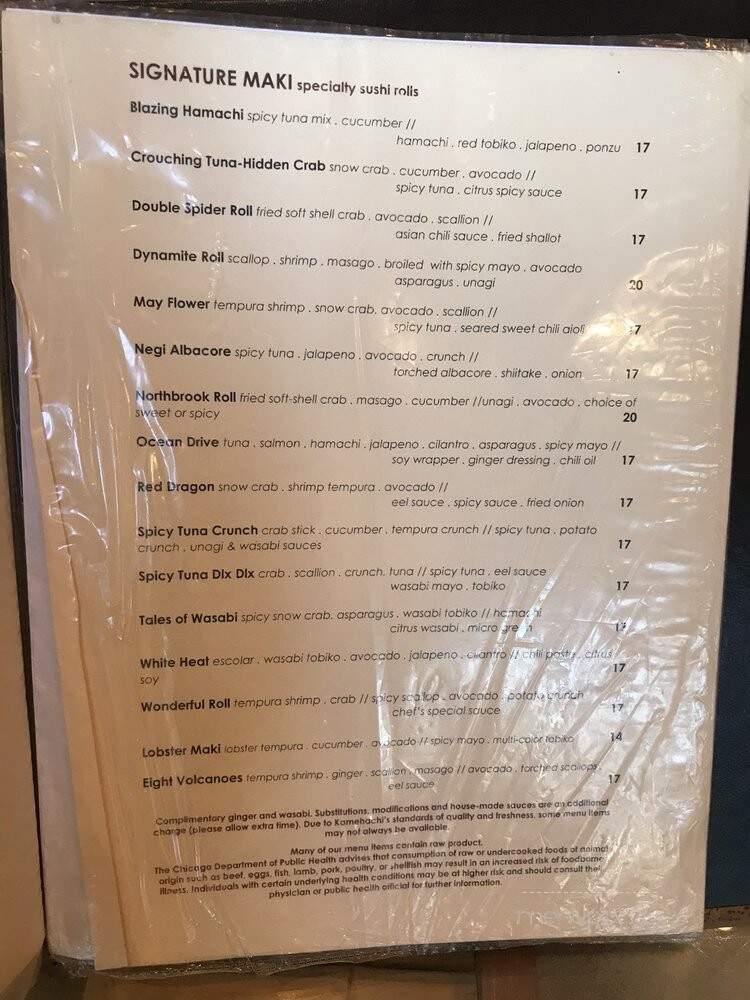 SIGNATURE MAKI specialty sushi rolls
Blazing Hamachi spicy tuna mix . cucumber //
hamachi . red tobiko . jalapeno . ponzu 17
Crouching Tuna-Hidden Crab snow crab . cucumber . avocado //
spicy tuna . citrus spicy sauce 17
Double Spider Roll fried soft shell crab . avocado . scallion //
asian chili sauce . fried shallot 17
Dynamite Roll scallop . shrimp . masago . broiled with spicy mayo . avocado
asparagus . unagi 20
May Flower tempura shrimp . snow crab. avocado . scallion //
spicy tuna . seared sweet chili aioli 17
Negi Albacore spicy tuna . jalapeno . avocado . crunch //
torched albacore . shiitake . onion 17
Northbrook Roll fried soft-shell crab . masago . cucumber //unagi . avocado . choice of
sweet or spicy 20
Ocean Drive tuna . salmon . hamachi . jalapeno . cilantro . asparagus . spicy mayo //
soy wrapper . ginger dressing . chili oil 17
Red Dragon snow crab . shrimp tempura . avocado //
eel sauce . spicy sauce . fried onion 17
Spicy Tuna Crunch crab stick . cucumber . tempura crunch // spicy tuna . potato
crunch . unagi & wasabi sauces 17
Spicy Tuna DIx DIx crab . scallion . crunch. tuna // spicy tuna . eel sauce
wasabi mayo . tobiko 17
Tales of Wasabi spicy snow crab. asparagus . wasabi tobiko // hamachi
citrus wasabi . micro green 17
White Heat escolar . wasabi tobiko . avocado . jalapeno . cilantro // chili paste . citrus
soy 17
Wonderful Roll tempura shrimp . crab // spicy scallop . avocado . potato crunch
chef's special sauce 17
Lobster Maki lobster tempura . cucumber . avocado // spicy mayo . multi-color tobiko 14
Eight Volcanoes tempura shrimp . ginger . scallion . masago // avocado . torched scallops .
eel sauce 17
Complimentary ginger and wasabi. Substitutions, modifications and house-made sauces are an additional
charge (please allow extra time). Due to Kamehachi's standards of quality and freshness, some menu items
may not always be available.
Many of our menu items contain raw product.
The Chicago Department of Public Health advises that consumption of raw or undercooked foods of animal
origin such as beef, eggs, fish, lamb, pork, poultry, or shellfish may result in an increased risk of foodborne
illness. Individuals with certain underlying health conditions may be at higher risk and should consult their
physician or public health official for further information.